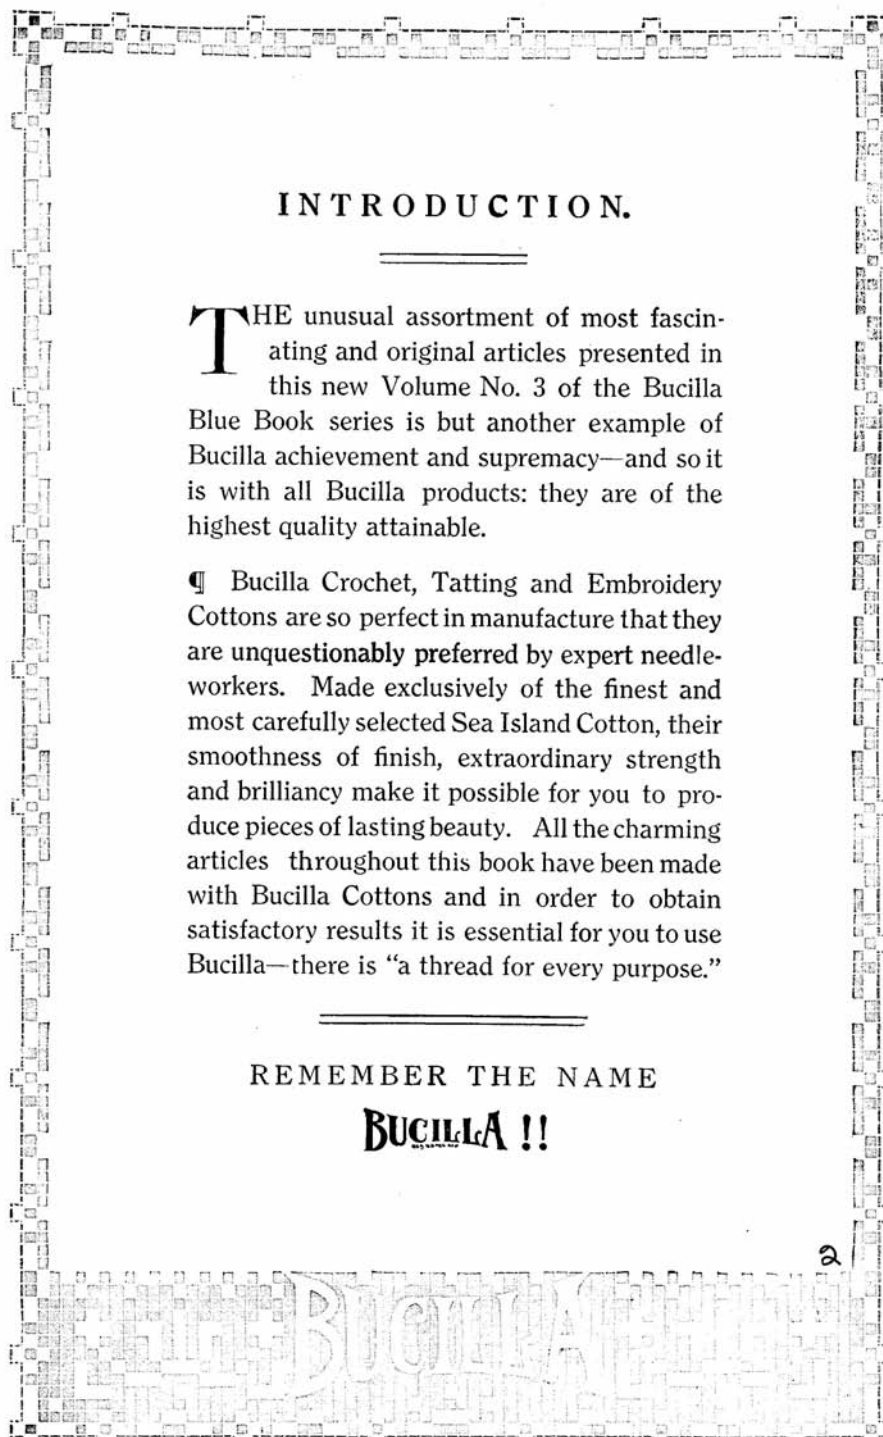 INTRODUCTION.
THE unusual assortment of most fascin-
ating and original articles presented in
this new Volume No. 3 of the Bucilla
Blue Book series is but another example of
Bucilla achievement and supremacy—and so it
is with all Bucilla products: they are of the
highest quality attainable.
¶ Bucilla Crochet, Tatting and Embroidery
Cottons are so perfect in manufacture that they
are unquestionably preferred by expert needle-
workers. Made exclusively of the finest and
most carefully selected Sea Island Cotton, their
smoothness of finish, extraordinary strength
and brilliancy make it possible for you to pro-
duce pieces of lasting beauty. All the charming
articles throughout this book have been made
with Bucilla Cottons and in order to obtain
satisfactory results it is essential for you to use
Bucilla—there is “a thread for every purpose.”
REMEMBER THE NAME
BUCILLA !!
2
BUCILLA